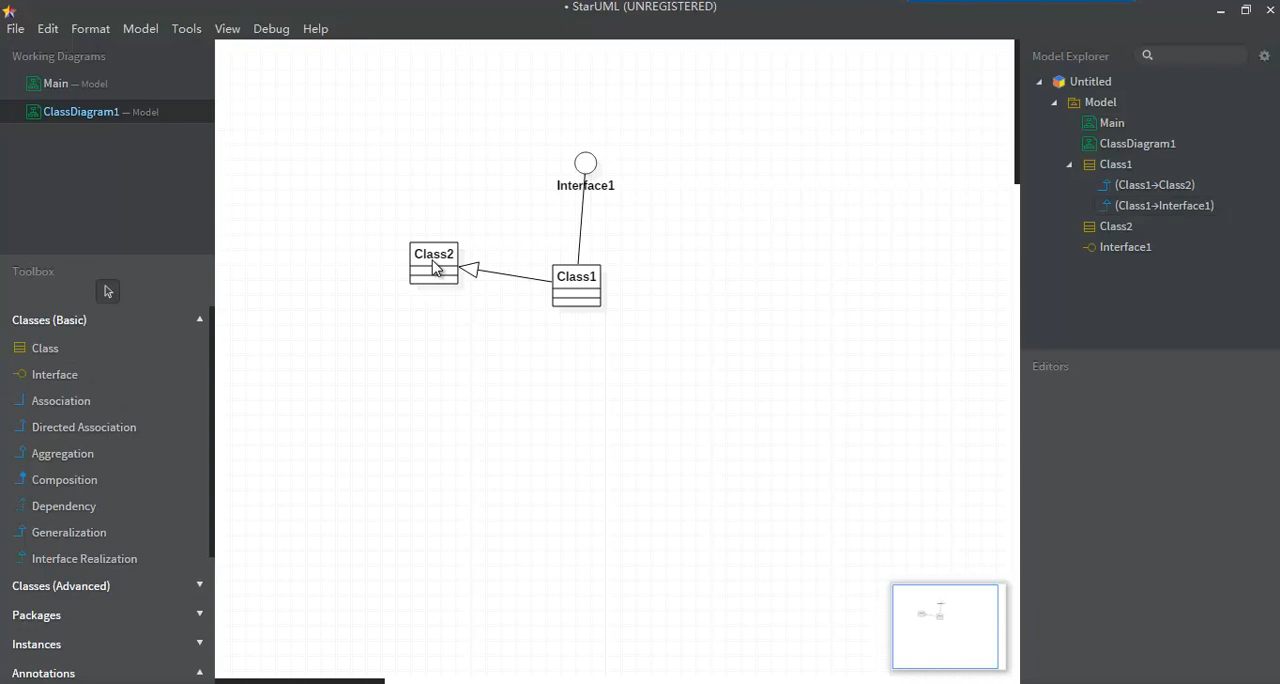 • StarUML (UNREGISTERED)
File Edit Format Model Tools View Debug Help
Working Diagrams
Main — Model
ClassDiagram1 — Model
Toolbox
Classes (Basic)
Class
Interface
Association
Directed Association
Aggregation
Composition
Dependency
Generalization
Interface Realization
Classes (Advanced)
Packages
Instances
Annotations
Interface1
Class2
Class1
Model Explorer
Untitled
Model
Main
ClassDiagram1
Class1
(Class1→Class2)
(Class1→Interface1)
Class2
Interface1
Editors